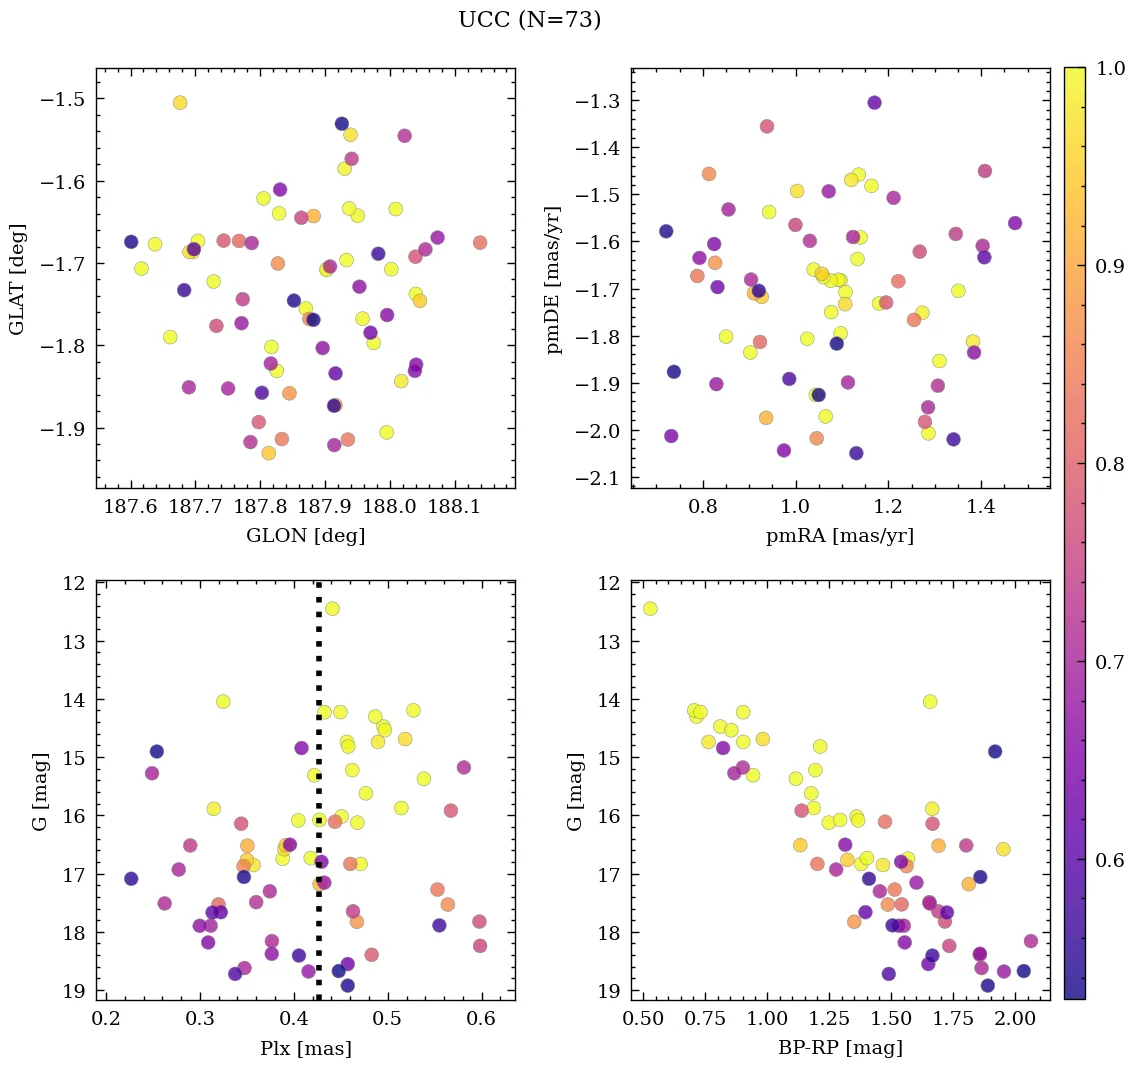 UCC (N=73)
−1.5
−1.6
−1.7
−1.8
−1.9
GLAT [deg]
187.6 187.7 187.8 187.9 188.0 188.1
GLON [deg]
−1.3
−1.4
−1.5
−1.6
−1.7
−1.8
−1.9
−2.0
−2.1
pmDE [mas/yr]
0.8 1.0 1.2 1.4
pmRA [mas/yr]
12
13
14
15
16
17
18
19
G [mag]
0.2 0.3 0.4 0.5 0.6
Plx [mas]
12
13
14
15
16
17
18
19
G [mag]
0.50 0.75 1.00 1.25 1.50 1.75 2.00
BP-RP [mag]
1.0
0.9
0.8
0.7
0.6